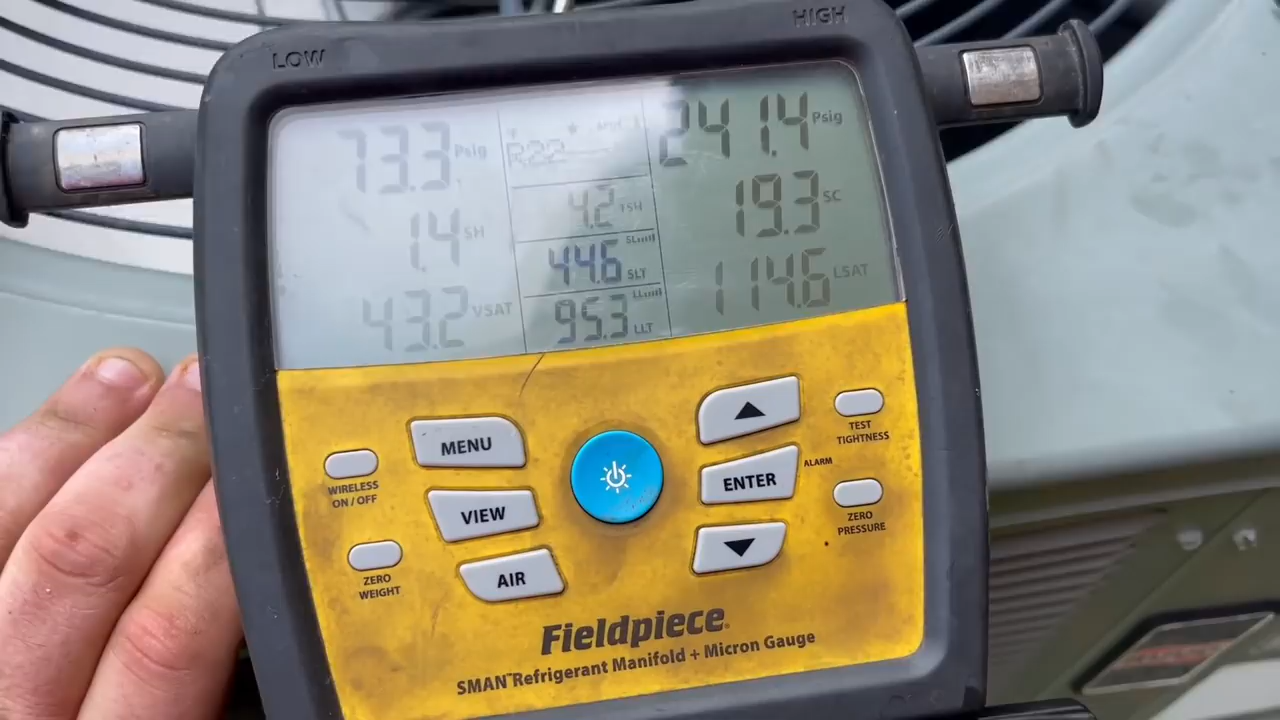 LOW
HIGH
73.3 Psig
R22
241.4 Psig
1.4 SH
4.2 TSH
19.3 SC
43.2 VSAT
44.6 SLT
114.6 LSAT
95.3 LLT
MENU
VIEW
AIR
ENTER
ALARM
WIRELESS
ON / OFF
ZERO
WEIGHT
TEST
TIGHTNESS
ZERO
PRESSURE
Fieldpiece
SMAN™ Refrigerant Manifold + Micron Gauge